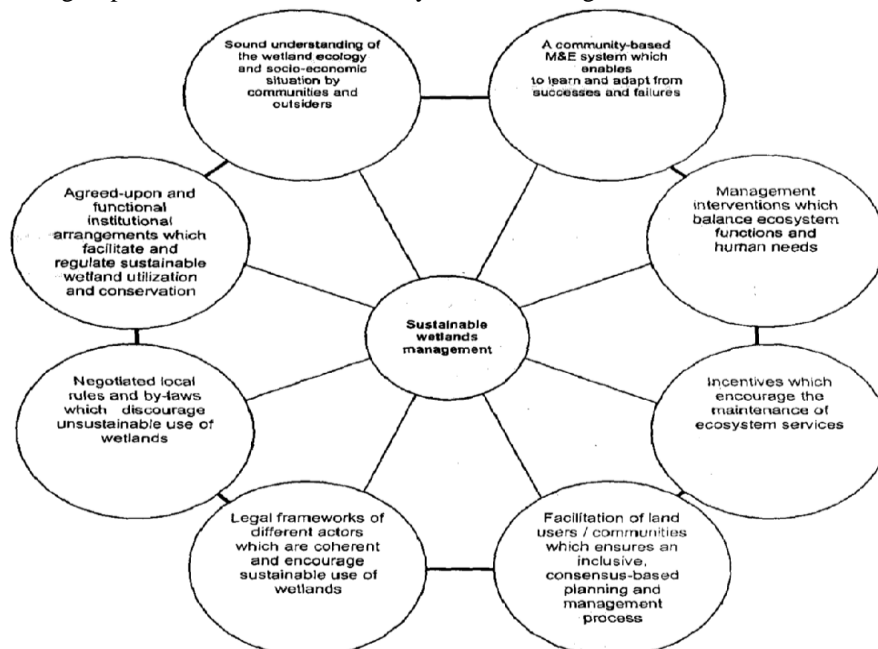 Sound understanding of
the wetland ecology
and socio-economic
situation by
communities and
outsiders
A community-based
M&E system which
enables
to learn and adapt from
successes and failures
Agreed-upon and
functional
institutional
arrangements which
facilitate and
regulate sustainable
wetland utilization
and conservation
Management
interventions which
balance ecosystem
functions and
human needs
Sustainable
wetlands
management
Negotiated local
rules and by-laws
which discourage
unsustainable use of
wetlands
Incentives which
encourage the
maintenance of
ecosystem services
Legal frameworks of
different actors
which are coherent
and encourage
sustainable use of
wetlands
Facilitation of land
users / communities
which ensures an
inclusive,
consensus-based
planning and
management
process